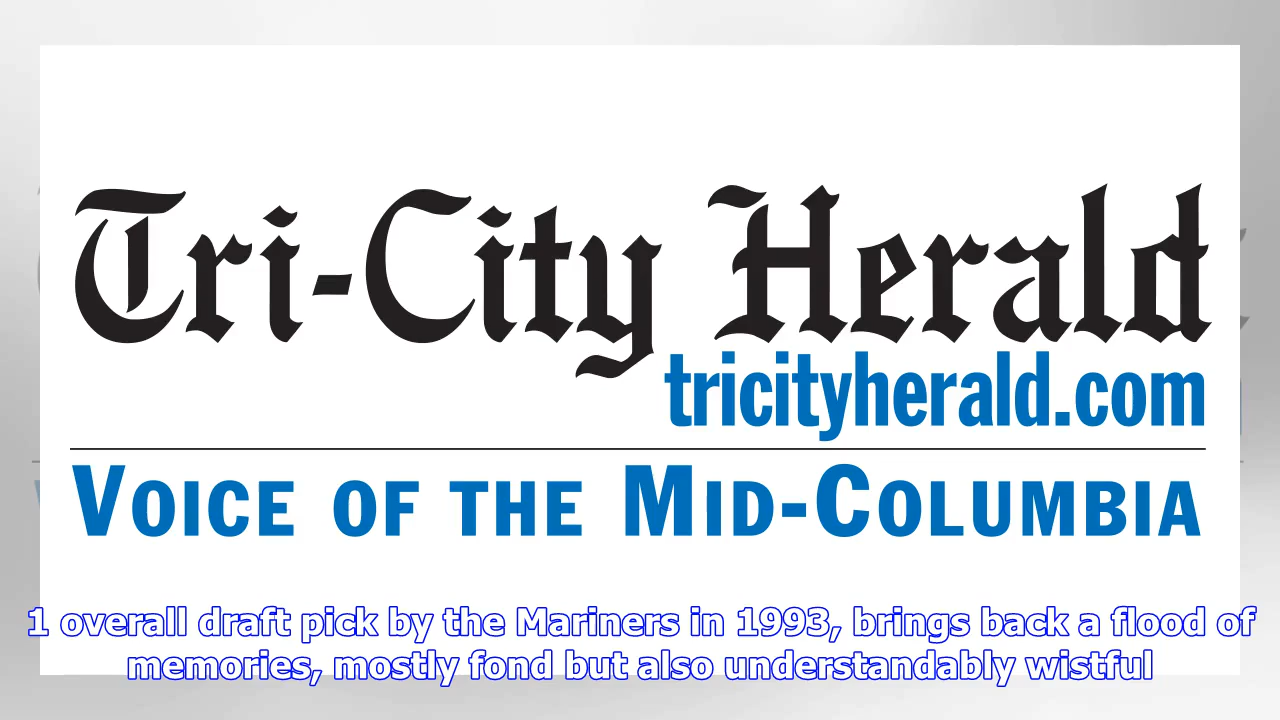 Tri-City Herald
tricityherald.com
VOICE OF THE MID-COLUMBIA
1 overall draft pick by the Mariners in 1993, brings back a flood of
memories, mostly fond but also understandably wistful